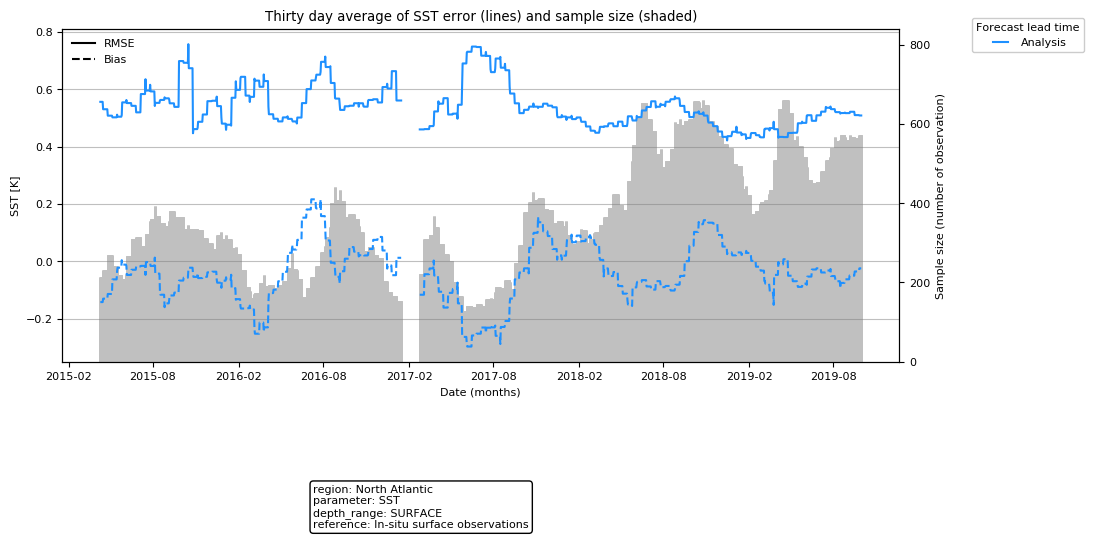 Thirty day average of SST error (lines) and sample size (shaded)
Forecast lead time
Analysis
RMSE
Bias
0.8
0.6
0.4
0.2
0.0
−0.2
SST [K]
800
600
400
200
0
Sample size (number of observation)
2015-02
2015-08
2016-02
2016-08
2017-02
2017-08
2018-02
2018-08
2019-02
2019-08
Date (months)
region: North Atlantic
parameter: SST
depth_range: SURFACE
reference: In-situ surface observations